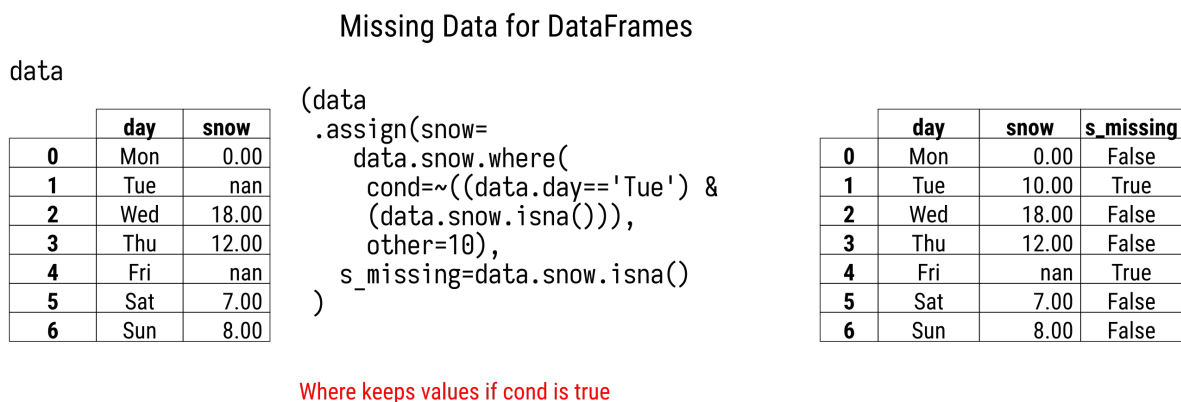 Missing Data for DataFrames
data
day snow
0 Mon 0.00
1 Tue nan
2 Wed 18.00
3 Thu 12.00
4 Fri nan
5 Sat 7.00
6 Sun 8.00
(data
.assign(snow=
data.snow.where(
cond=~((data.day=='Tue') &
(data.snow.isna())),
other=10),
s_missing=data.snow.isna()
)
day snow s_missing
0 Mon 0.00 False
1 Tue 10.00 True
2 Wed 18.00 False
3 Thu 12.00 False
4 Fri nan True
5 Sat 7.00 False
6 Sun 8.00 False
Where keeps values if cond is true